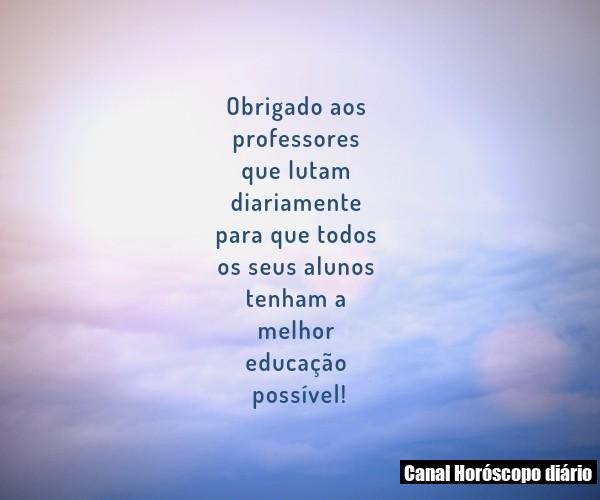 Obrigado aos
professores
que lutam
diariamente
para que todos
os seus alunos
tenham a
melhor
educação
possível!
Canal Horóscopo diário